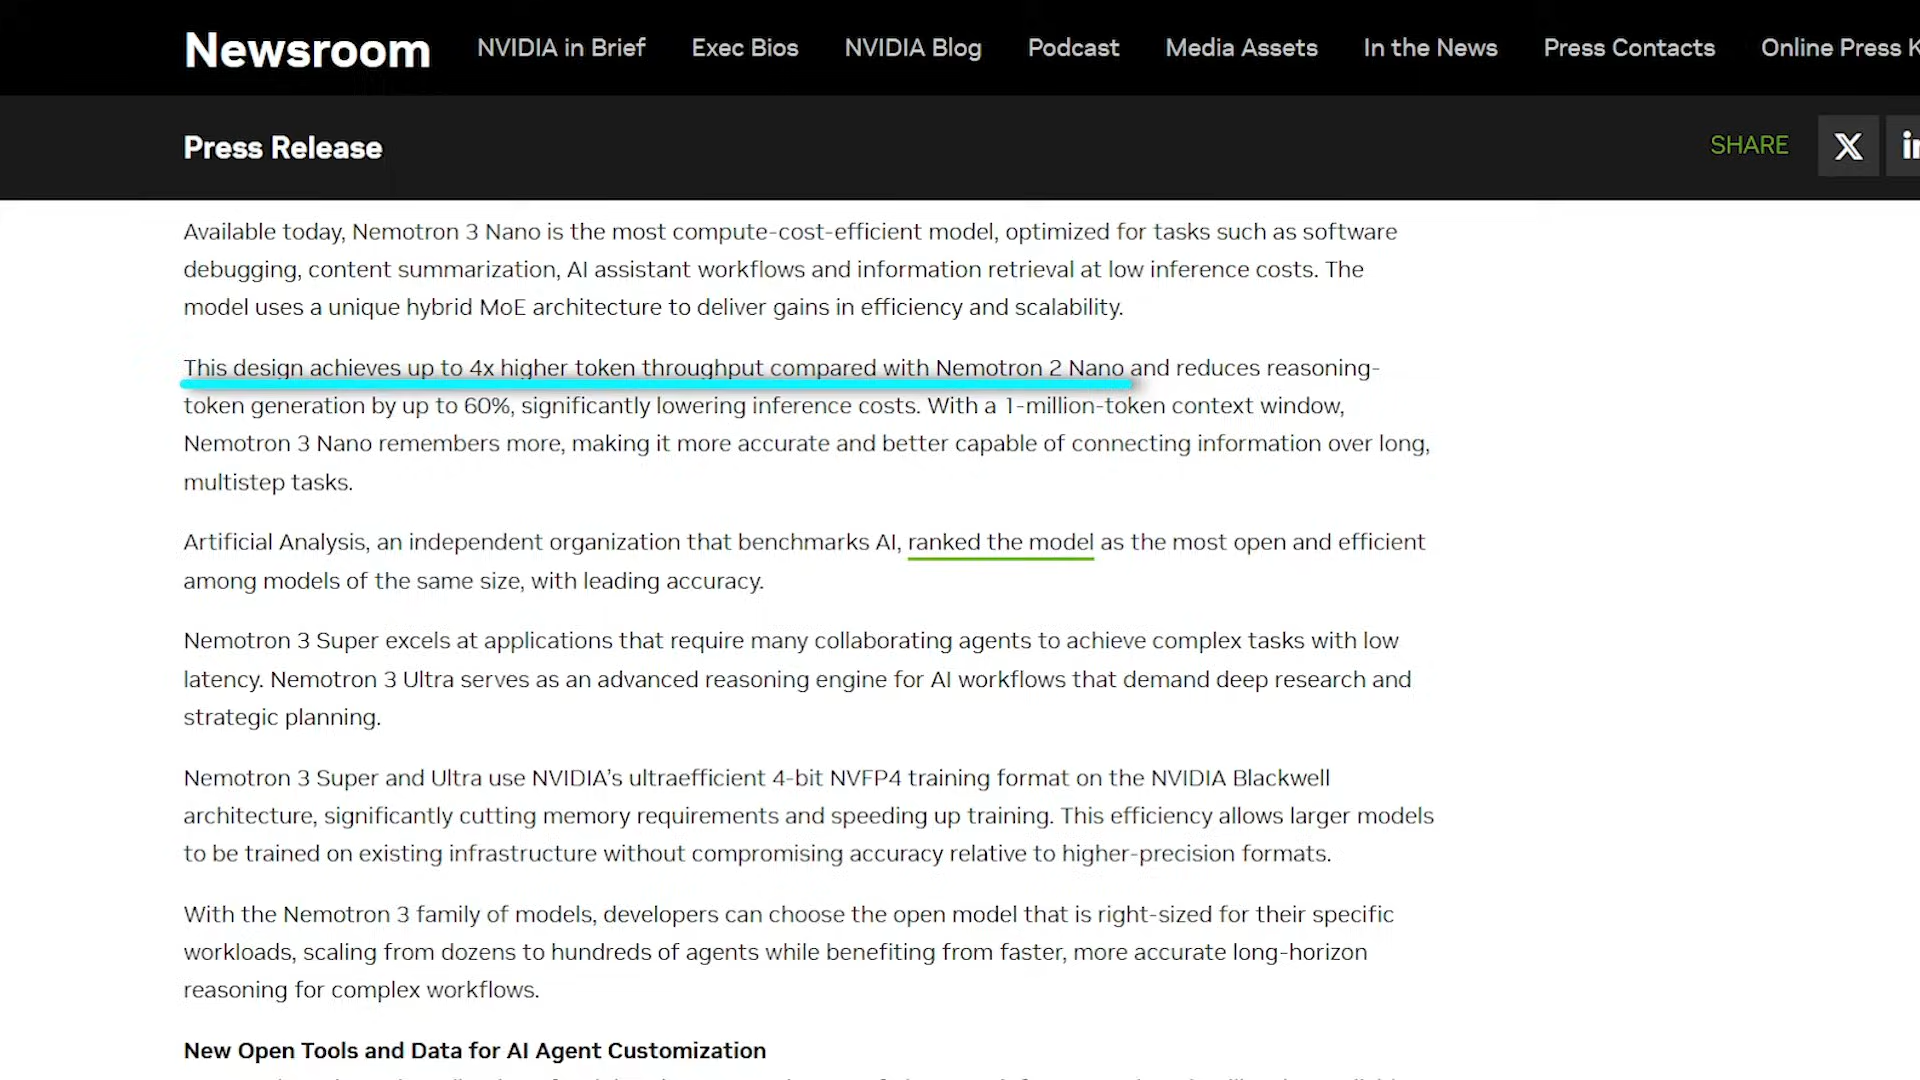 Newsroom NVIDIA in Brief Exec Bios NVIDIA Blog Podcast Media Assets In the News Press Contacts Online Press
Press Release SHARE X in
Available today, Nemotron 3 Nano is the most compute-cost-efficient model, optimized for tasks such as software
debugging, content summarization, AI assistant workflows and information retrieval at low inference costs. The
model uses a unique hybrid MoE architecture to deliver gains in efficiency and scalability.
This design achieves up to 4x higher token throughput compared with Nemotron 2 Nano and reduces reasoning-
token generation by up to 60%, significantly lowering inference costs. With a 1-million-token context window,
Nemotron 3 Nano remembers more, making it more accurate and better capable of connecting information over long,
multistep tasks.
Artificial Analysis, an independent organization that benchmarks AI, ranked the model as the most open and efficient
among models of the same size, with leading accuracy.
Nemotron 3 Super excels at applications that require many collaborating agents to achieve complex tasks with low
latency. Nemotron 3 Ultra serves as an advanced reasoning engine for AI workflows that demand deep research and
strategic planning.
Nemotron 3 Super and Ultra use NVIDIA’s ultraefficient 4-bit NVFP4 training format on the NVIDIA Blackwell
architecture, significantly cutting memory requirements and speeding up training. This efficiency allows larger models
to be trained on existing infrastructure without compromising accuracy relative to higher-precision formats.
With the Nemotron 3 family of models, developers can choose the open model that is right-sized for their specific
workloads, scaling from dozens to hundreds of agents while benefiting from faster, more accurate long-horizon
reasoning for complex workflows.
New Open Tools and Data for AI Agent Customization